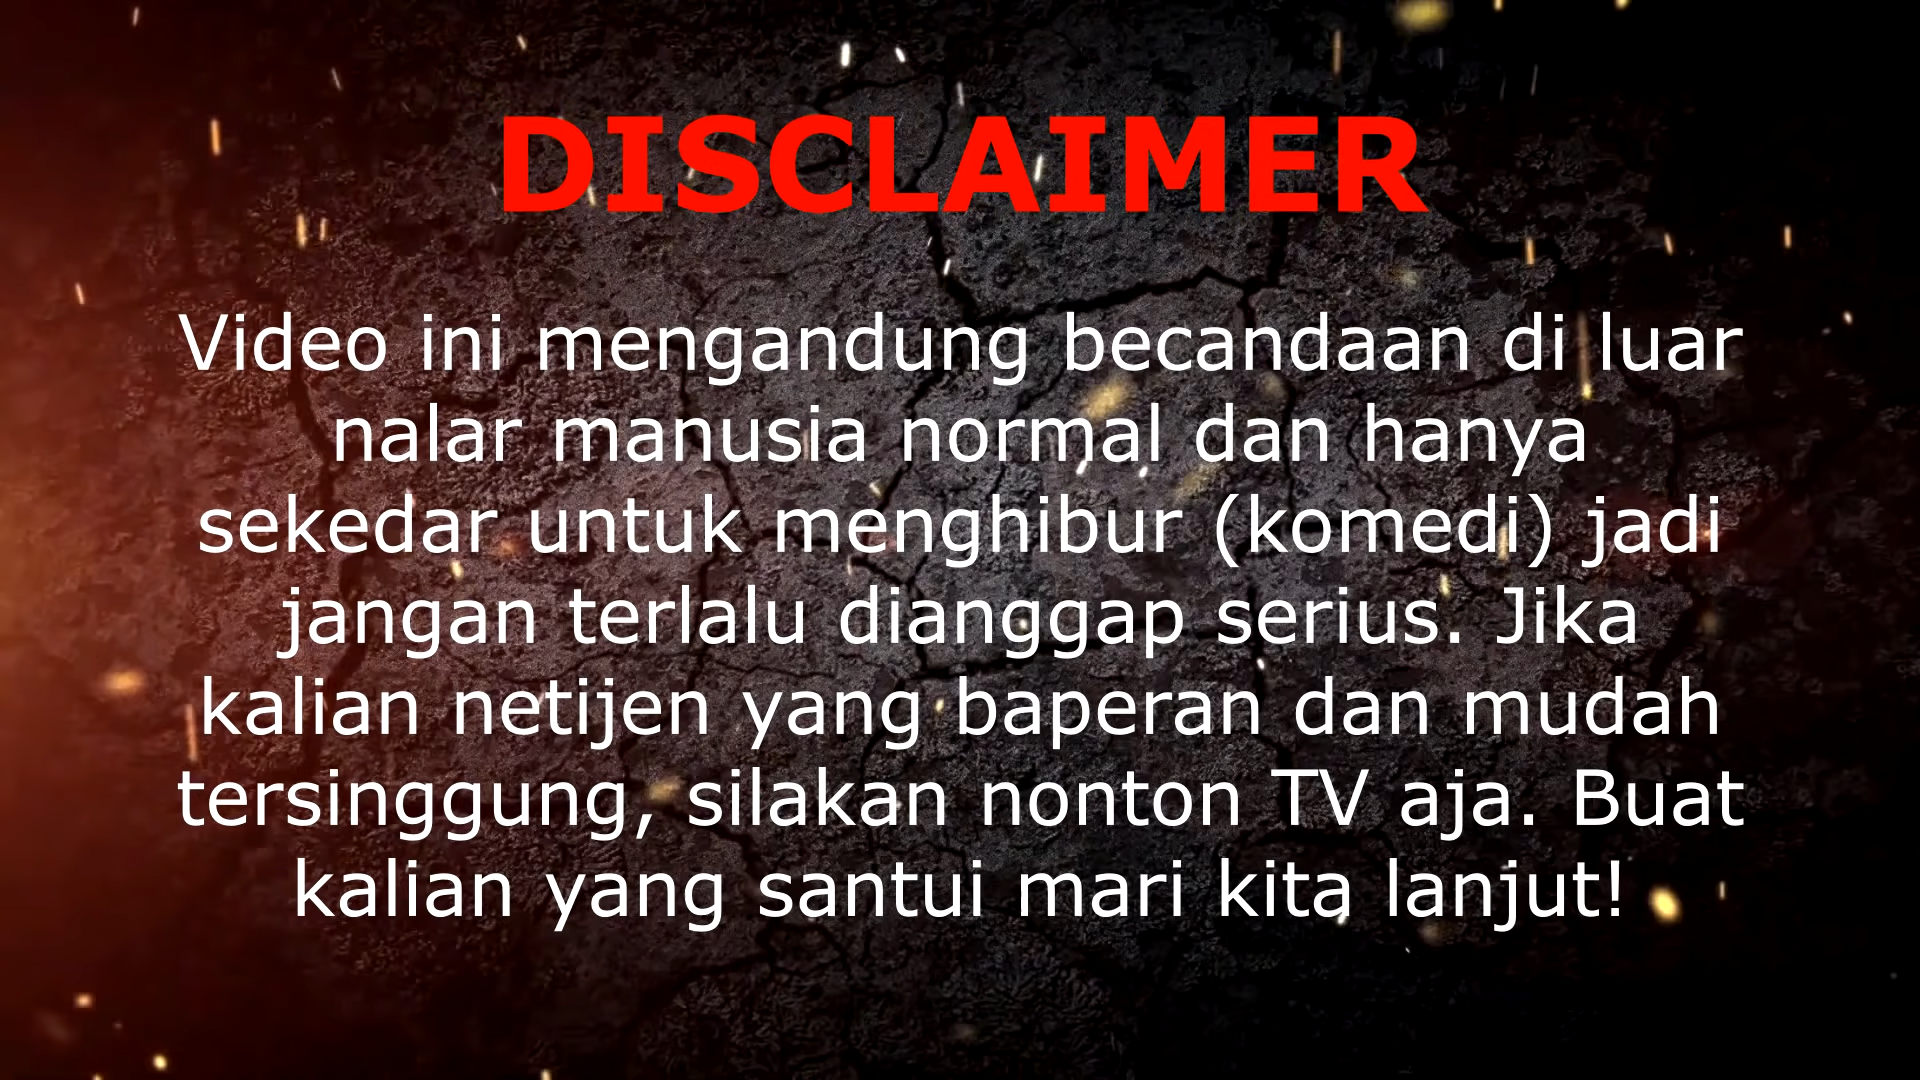 DISCLAIMER
Video ini mengandung becandaan di luar
nalar manusia normal dan hanya
sekedar untuk menghibur (komedi) jadi
jangan terlalu dianggap serius. Jika
kalian netijen yang baperan dan mudah
tersinggung, silakan nonton TV aja. Buat
kalian yang santui mari kita lanjut!